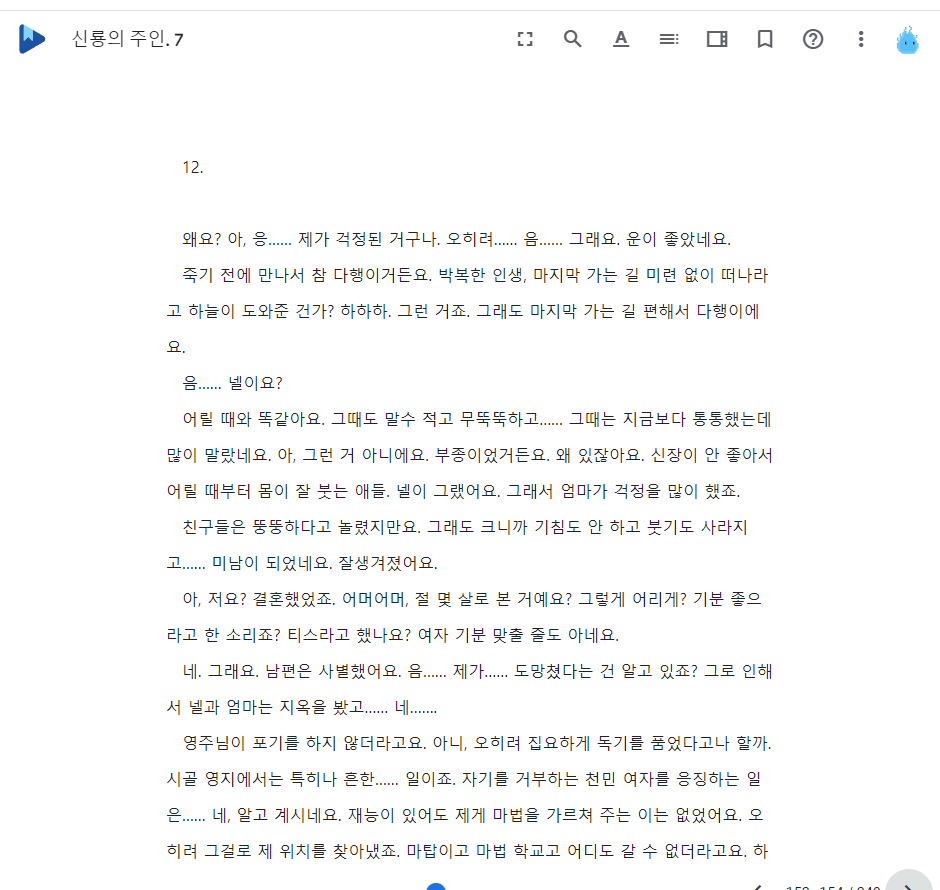 신룡의 주인. 7
12.
왜요? 아, 응...... 제가 걱정된 거구나. 오히려...... 음...... 그래요. 운이 좋았네요.
죽기 전에 만나서 참 다행이거든요. 박복한 인생, 마지막 가는 길 미련 없이 떠나라
고 하늘이 도와준 건가? 하하하. 그런 거죠. 그래도 마지막 가는 길 편해서 다행이에
요.
음...... 넬이요?
어릴 때와 똑같아요. 그때도 말수 적고 무뚝뚝하고...... 그때는 지금보다 통통했는데
많이 말랐네요. 아, 그런 거 아니에요. 부종이었거든요. 왜 있잖아요. 신장이 안 좋아서
어릴 때부터 몸이 잘 붓는 애들. 넬이 그랬어요. 그래서 엄마가 걱정을 많이 했죠.
친구들은 뚱뚱하다고 놀렸지만요. 그래도 크니까 기침도 안 하고 붓기도 사라지
고...... 미남이 되었네요. 잘생겨졌어요.
아, 저요? 결혼했었죠. 어머어머, 절 몇 살로 본 거예요? 그렇게 어리게? 기분 좋으
라고 한 소리죠? 티스라고 했나요? 여자 기분 맞출 줄도 아네요.
네. 그래요. 남편은 사별했어요. 음...... 제가...... 도망쳤다는 건 알고 있죠? 그로 인해
서 넬과 엄마는 지옥을 봤고...... 네.......
영주님이 포기를 하지 않더라고요. 아니, 오히려 집요하게 독기를 품었다고나 할까.
시골 영지에서는 특히나 흔한...... 일이죠. 자기를 거부하는 천민 여자를 응징하는 일
은...... 네, 알고 계시네요. 재능이 있어도 제게 마법을 가르쳐 주는 이는 없었어요. 오
히려 그걸로 제 위치를 찾아냈죠. 마탑이고 마법 학교고 어디도 갈 수 없더라고요. 하